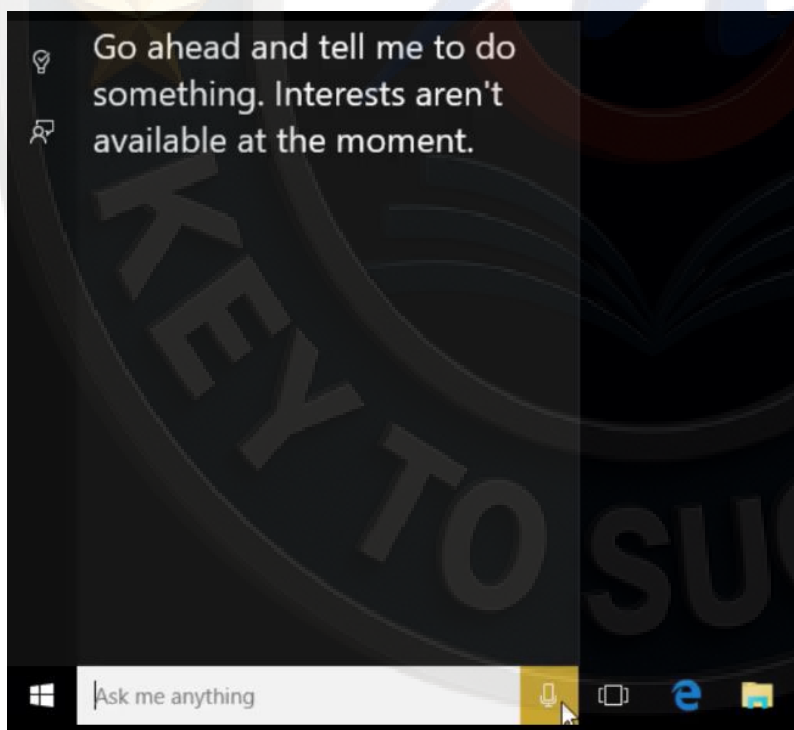 Go ahead and tell me to do
something. Interests aren't
available at the moment.
KEY TO SUC
Ask me anything